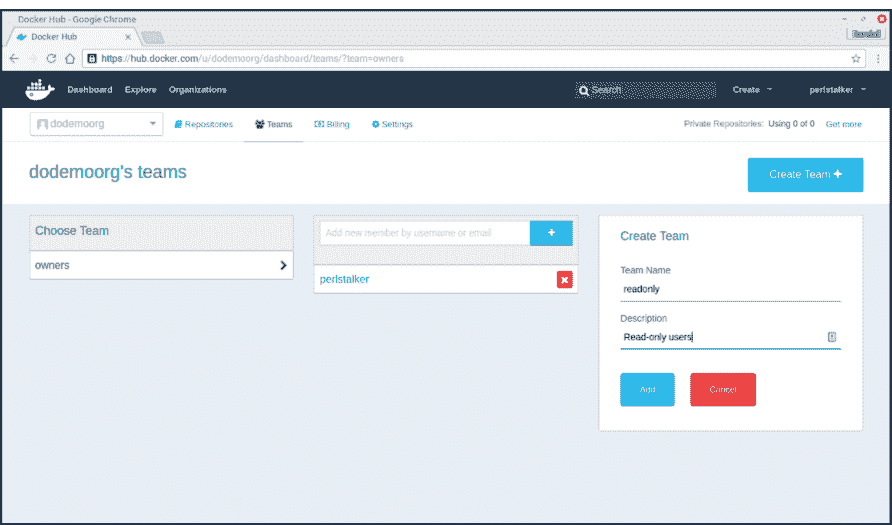 Docker Hub - Google Chrome
Docker Hub
https://hub.docker.com/u/dodemoorg/dashboard/teams/?team=owners
Dashboard Explore Organizations Search Create perlstalker
dodemoorg Repositories Teams Billing Settings Private Repositories: Using 0 of 0 Get more
dodemoorg's teams
Create Team +
Choose Team
owners
Add new member by username or email +
perlstalker
Create Team
Team Name
readonly
Description
Read-only users
Add Cancel